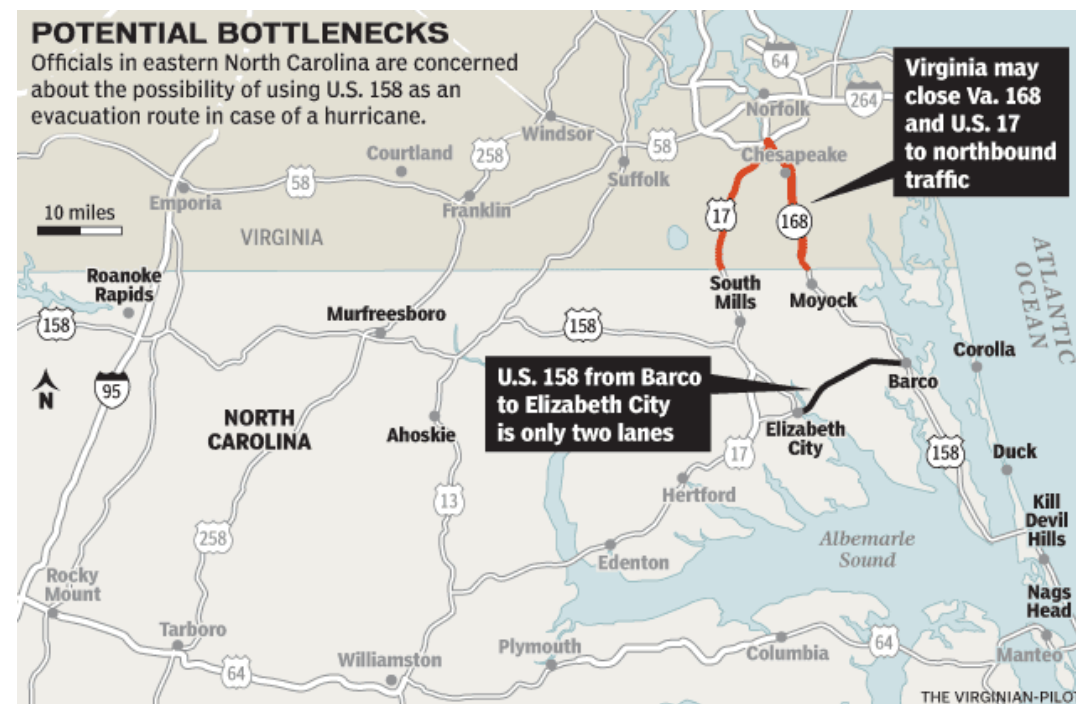 POTENTIAL BOTTLENECKS
Officials in eastern North Carolina are concerned
about the possibility of using U.S. 158 as an
evacuation route in case of a hurricane.
64
Virginia may
close Va. 168
and U.S. 17
to northbound
traffic
Norfolk
264
Windsor
58
Courtland
258
Chesapeake
Suffolk
58
Emporia
Franklin
10 miles
17
168
VIRGINIA
ATLANTIC
OCEAN
Roanoke
Rapids
South
Mills
Moyock
158
Murfreesboro
158
Corolla
N
95
U.S. 158 from Barco
to Elizabeth City
is only two lanes
Barco
NORTH
CAROLINA
Ahoskie
Elizabeth
City
17
158
Duck
Hertford
13
Kill
Devil
Hills
258
Albemarle
Sound
Edenton
Rocky
Mount
Nags
Head
Tarboro
Plymouth
64
Columbia
Manteo
Williamston
64
THE VIRGINIAN-PILOT